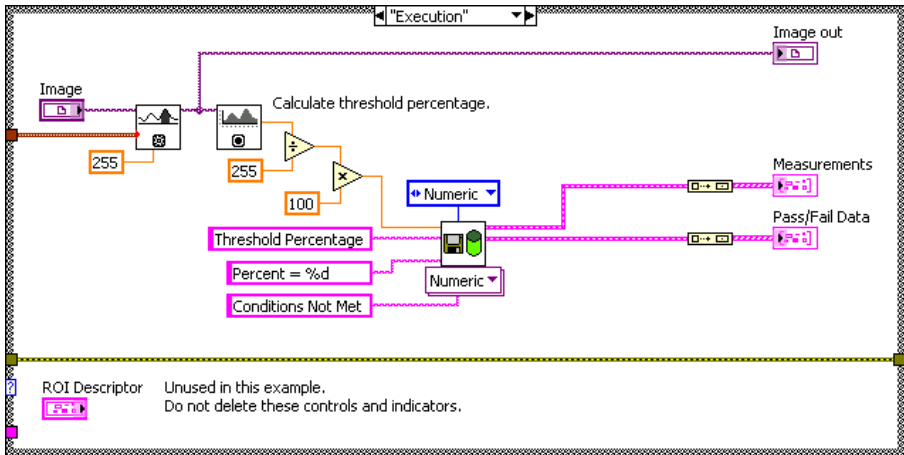 "Execution"
Image out
Image
Calculate threshold percentage.
255
255
÷
x
100
Numeric
Measurements
Threshold Percentage
Pass/Fail Data
Percent = %d
Numeric
Conditions Not Met
?
ROI Descriptor Unused in this example.
Do not delete these controls and indicators.